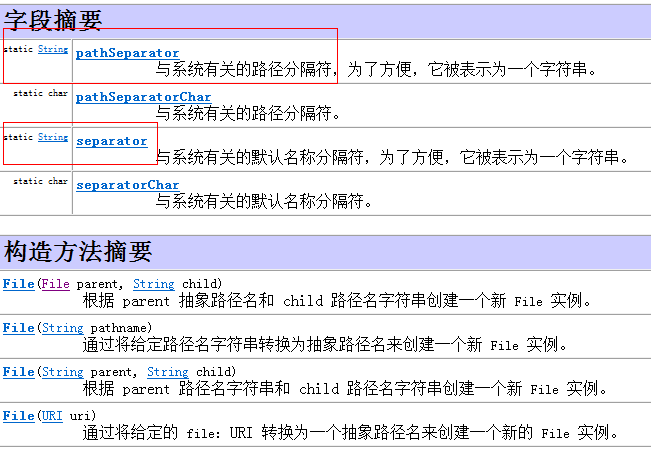 字段摘要
static String pathSeparator
与系统有关的路径分隔符，为了方便，它被表示为一个字符串。
static char pathSeparatorChar
与系统有关的路径分隔符。
static String separator
与系统有关的默认名称分隔符，为了方便，它被表示为一个字符串。
static char separatorChar
与系统有关的默认名称分隔符。
构造方法摘要
File(File parent, String child)
根据 parent 抽象路径名和 child 路径名字符串创建一个新 File 实例。
File(String pathname)
通过将给定路径名字符串转换为抽象路径名来创建一个新 File 实例。
File(String parent, String child)
根据 parent 路径名字符串和 child 路径名字符串创建一个新 File 实例。
File(URI uri)
通过将给定的 file: URI 转换为一个抽象路径名来创建一个新的 File 实例。